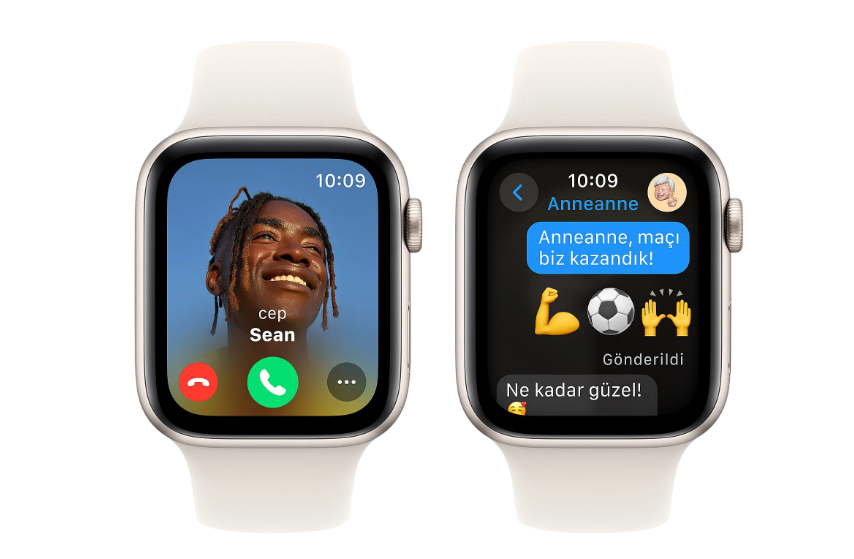 10:09
cep
Sean
10:09
Anneanne
Anneanne, maçı
biz kazandık!
💪⚽🙌
Gönderildi
Ne kadar güzel!
🥰